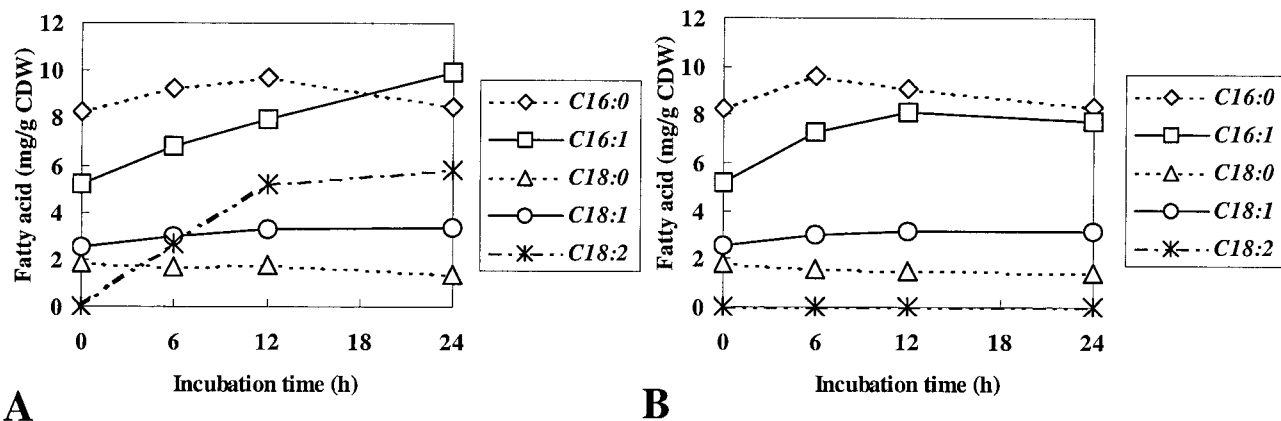 Fatty acid (mg/g CDW)
12
10
8
6
4
2
0
0 6 12 18 24
Incubation time (h)
C16:0
C16:1
C18:0
C18:1
C18:2
A
Fatty acid (mg/g CDW)
12
10
8
6
4
2
0
0 6 12 18 24
Incubation time (h)
C16:0
C16:1
C18:0
C18:1
C18:2
B